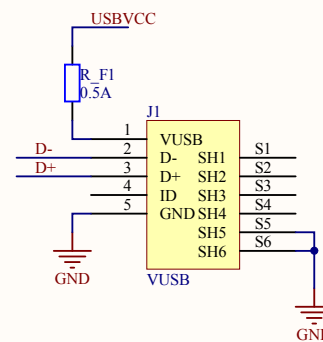 USBVCC
R_F1
0.5A
J1
1 VUSB
D- 2 D- SH1 S1
D+ 3 D+ SH2 S2
4 ID SH3 S3
5 GND SH4 S4
SH5 S5
SH6 S6
GND
VUSB
GND